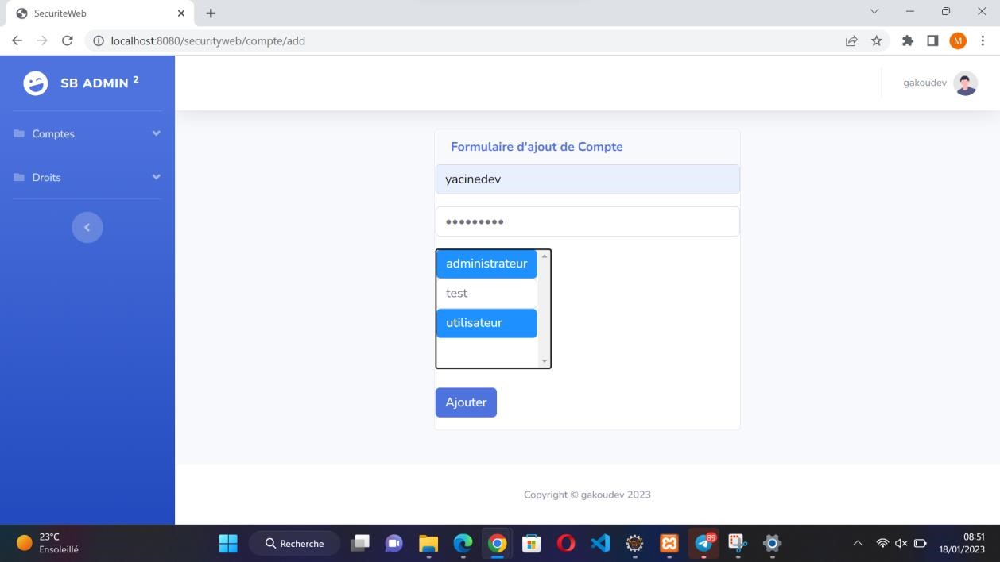 SecuriteWeb
localhost:8080/securityweb/compte/add
M
SB ADMIN 2
gakoudev
Comptes
Droits
Formulaire d'ajout de Compte
yacinedev
•••••••••
administrateur
test
utilisateur
Ajouter
Copyright © gakoudev 2023
23°C
Ensoleillé
Recherche
89
08:51
18/01/2023